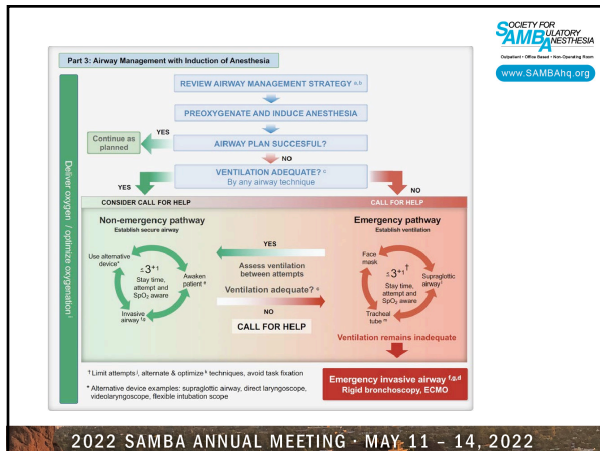 SOCIETY FOR
AMBULATORY
ANESTHESIA
Outpatient • Office Based • Non-Operating Room
www.SAMBAhq.org
Part 3: Airway Management with Induction of Anesthesia
REVIEW AIRWAY MANAGEMENT STRATEGY a,b
PREOXYGENATE AND INDUCE ANESTHESIA
Continue as
planned
YES
AIRWAY PLAN SUCCESFUL?
NO
VENTILATION ADEQUATE? c
By any airway technique
YES
NO
Deliver oxygen / optimize oxygenation i
CONSIDER CALL FOR HELP
CALL FOR HELP
Non-emergency pathway
Establish secure airway
Emergency pathway
Establish ventilation
Use alternative
device*
Awaken
patient e
Invasive
airway f,g
≤3+1†
Stay time,
attempt and
SpO2 aware
YES
Assess ventilation
between attempts
Ventilation adequate? c
NO
CALL FOR HELP
Face
mask
Supraglottic
airway l
Tracheal
tube m
≤3+1†
Stay time,
attempt and
SpO2 aware
Ventilation remains inadequate
† Limit attempts j, alternate & optimize k techniques, avoid task fixation
* Alternative device examples: supraglottic airway, direct laryngoscope,
videolaryngoscope, flexible intubation scope
Emergency invasive airway f,g,d
Rigid bronchoscopy, ECMO
2022 SAMBA ANNUAL MEETING · MAY 11 – 14, 2022